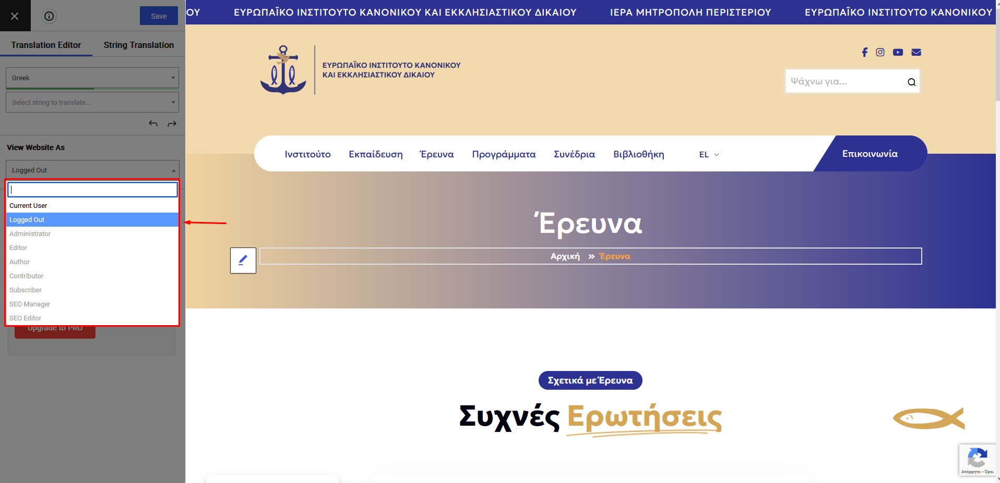 Save
Translation Editor
String Translation
Greek
Select string to translate...
View Website As
Logged Out
Current User
Logged Out
Administrator
Editor
Author
Contributor
Subscriber
SEO Manager
SEO Editor
Upgrade to PRO
ΟΥ
ΕΥΡΩΠΑΪΚΟ ΙΝΣΤΙΤΟΥΤΟ ΚΑΝΟΝΙΚΟΥ ΚΑΙ ΕΚΚΛΗΣΙΑΣΤΙΚΟΥ ΔΙΚΑΙΟΥ
ΙΕΡΑ ΜΗΤΡΟΠΟΛΗ ΠΕΡΙΣΤΕΡΙΟΥ
ΕΥΡΩΠΑΪΚΟ ΙΝΣΤΙΤΟΥΤΟ ΚΑΝΟΝΙΚΟΥ
ΕΥΡΩΠΑΪΚΟ ΙΝΣΤΙΤΟΥΤΟ ΚΑΝΟΝΙΚΟΥ
ΚΑΙ ΕΚΚΛΗΣΙΑΣΤΙΚΟΥ ΔΙΚΑΙΟΥ
Ψάχνω για...
Ινστιτούτο
Εκπαίδευση
Έρευνα
Προγράμματα
Συνέδρια
Βιβλιοθήκη
EL
Επικοινωνία
Έρευνα
Αρχική » Έρευνα
Σχετικά με Έρευνα
Συχνές Ερωτήσεις
Απόρρητο - Όροι